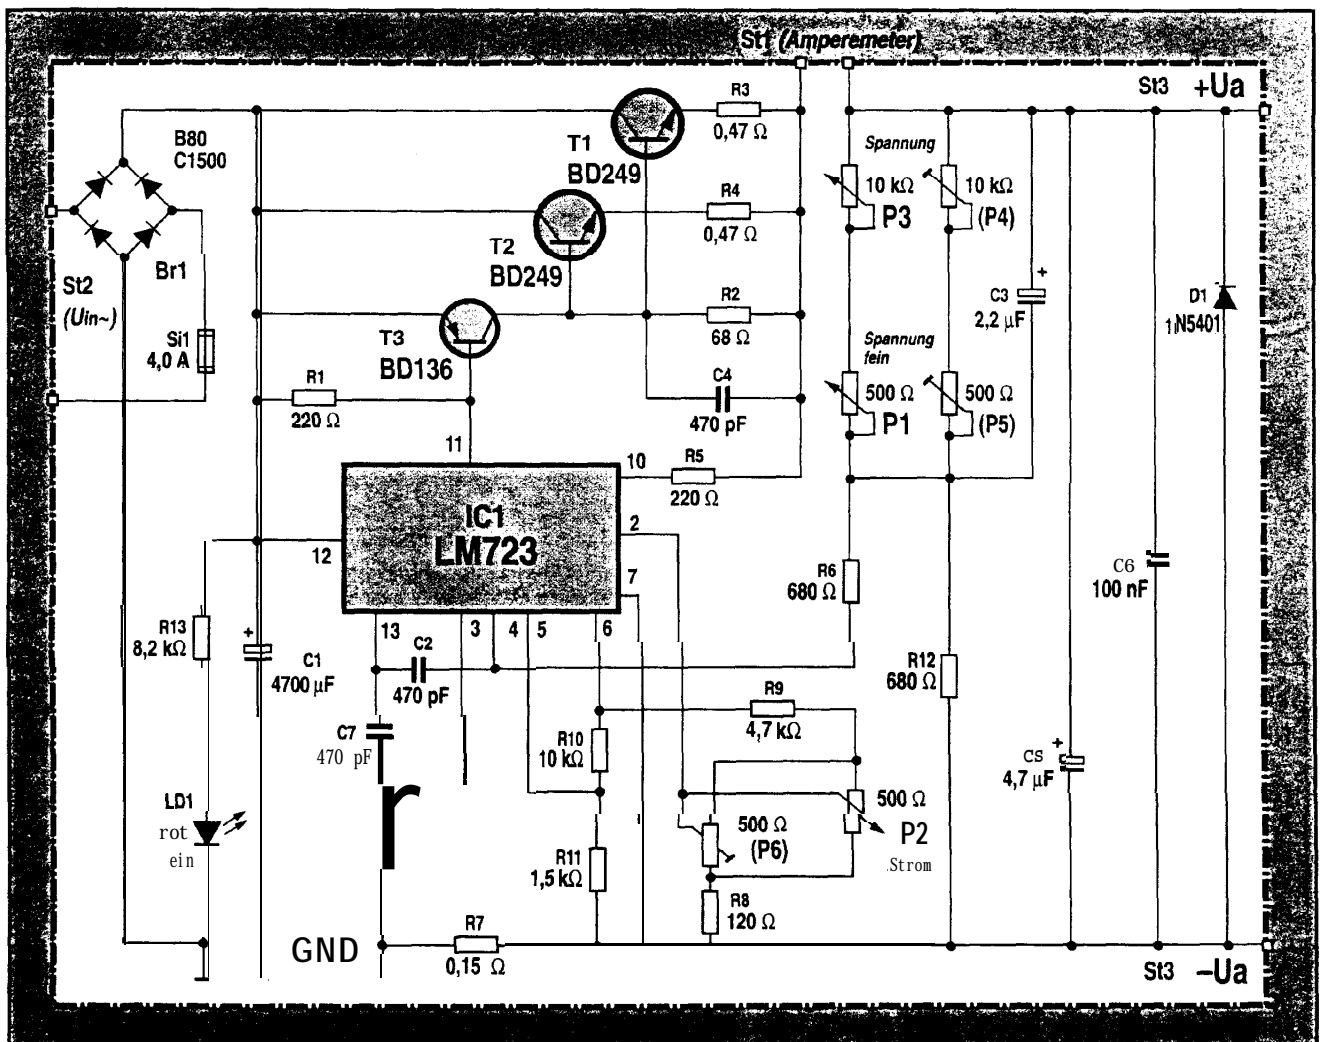 St1 (Amperemeter)
St3 +Ua
R3
0,47 Ω
B80
C1500
T1
BD249
Spannung
10 kΩ
P3
10 kΩ
(P4)
R4
0,47 Ω
T2
BD249
Br1
St2
(Uin~)
R2
68 Ω
C3
2,2 µF
D1
1N5401
Si1
4,0 A
T3
BD136
Spannung
fein
500 Ω
P1
500 Ω
(P5)
R1
220 Ω
C4
470 pF
11
10
R5
220 Ω
IC1
LM723
2
12
7
R6
680 Ω
C6
100 nF
13
3
4
5
6
R13
8,2 kΩ
C1
4700 µF
C2
470 pF
R12
680 Ω
R9
4,7 kΩ
C7
470 pF
R10
10 kΩ
CS
4,7 µF
LD1
rot
ein
500 Ω
(P6)
500 Ω
P2
Strom
R11
1,5 kΩ
R8
120 Ω
GND
R7
0,15 Ω
St3 –Ua